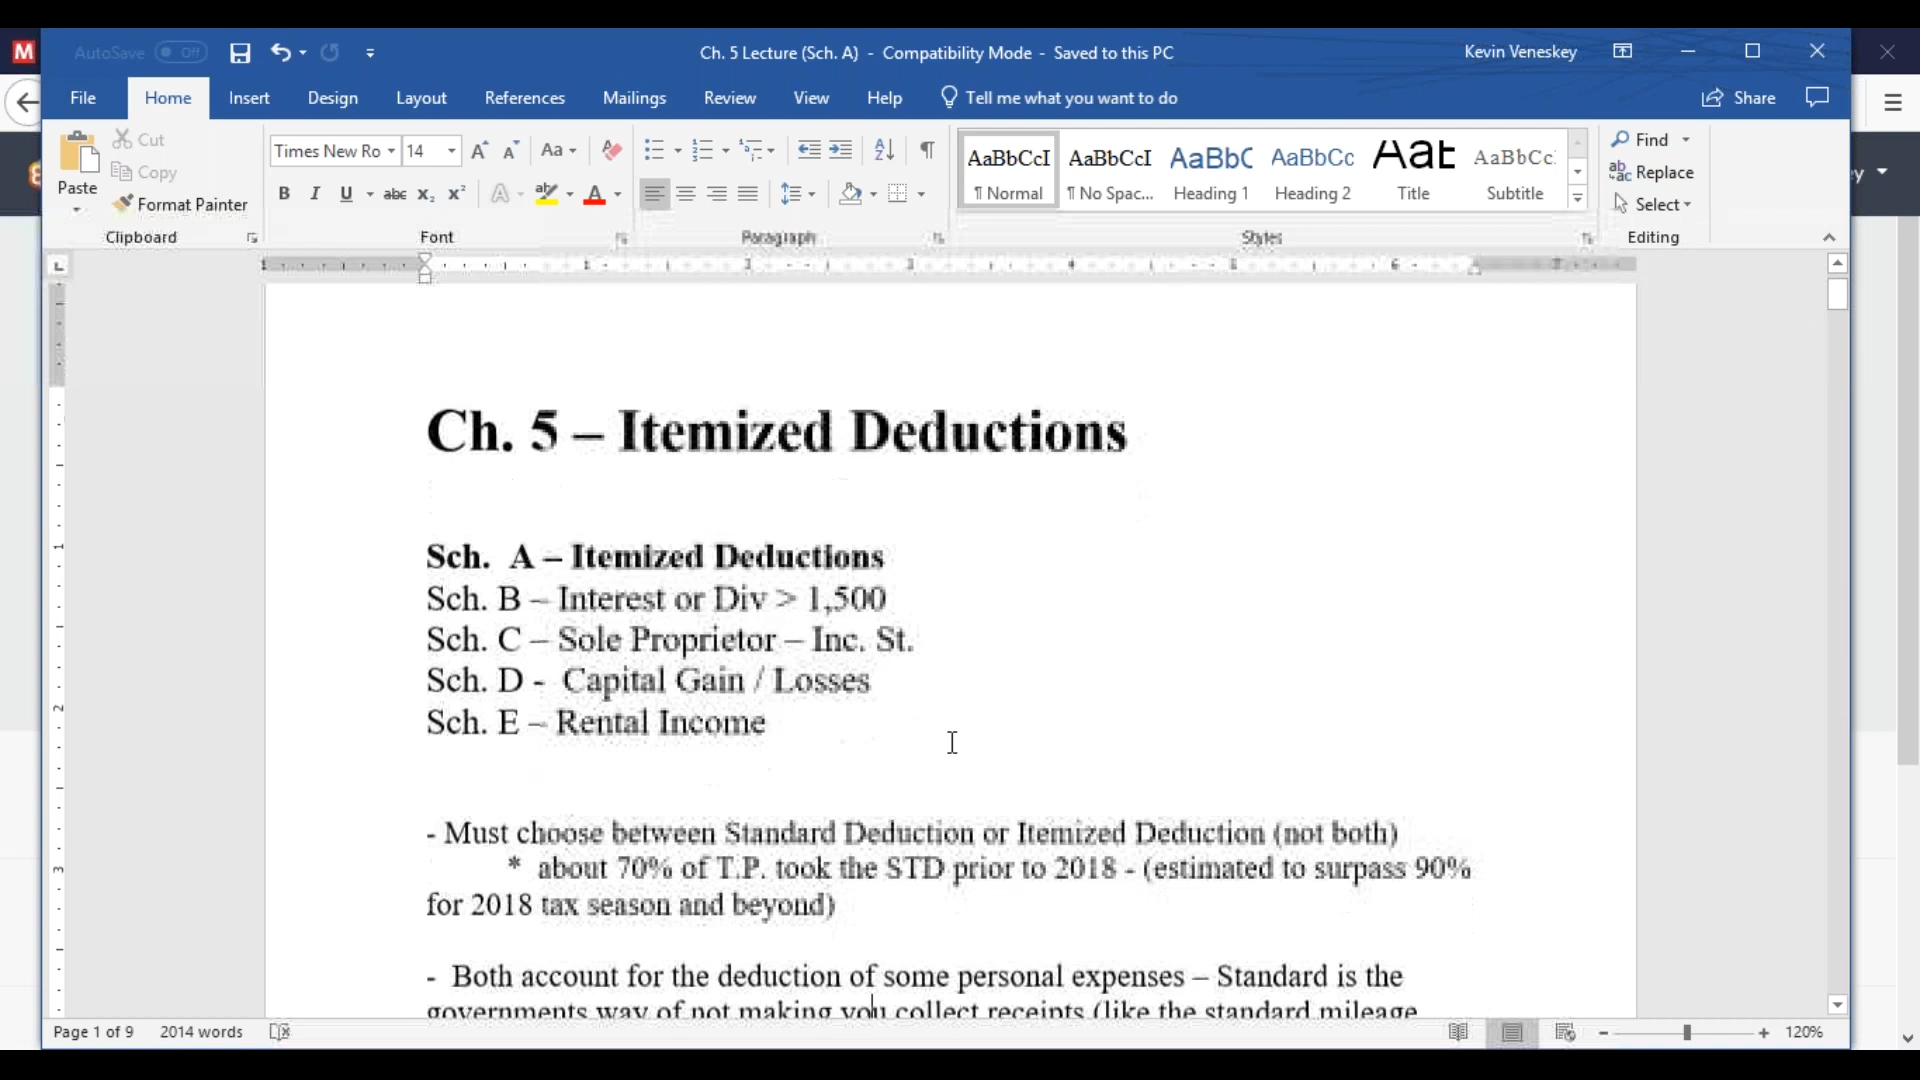 AutoSave Off
Ch. 5 Lecture (Sch. A) - Compatibility Mode - Saved to this PC
Kevin Veneskey
M
File Home Insert Design Layout References Mailings Review View Help Tell me what you want to do Share
Paste
Cut
Copy
Format Painter
Clipboard
Times New Ro 14
Aa
B I U abc X₂ X²
A
Font
Paragraph
AaBbCcI AaBbCcI AaBbC AaBbCc AaB AaBbCc
¶ Normal ¶ No Spac... Heading 1 Heading 2 Title Subtitle
Styles
Find
Replace
Select
Editing
Ch. 5 – Itemized Deductions
Sch. A – Itemized Deductions
Sch. B – Interest or Div > 1,500
Sch. C – Sole Proprietor – Inc. St.
Sch. D - Capital Gain / Losses
Sch. E – Rental Income
- Must choose between Standard Deduction or Itemized Deduction (not both)
* about 70% of T.P. took the STD prior to 2018 - (estimated to surpass 90%
for 2018 tax season and beyond)
- Both account for the deduction of some personal expenses – Standard is the
governments way of not making you collect receipts (like the standard mileage
Page 1 of 9 2014 words
120%